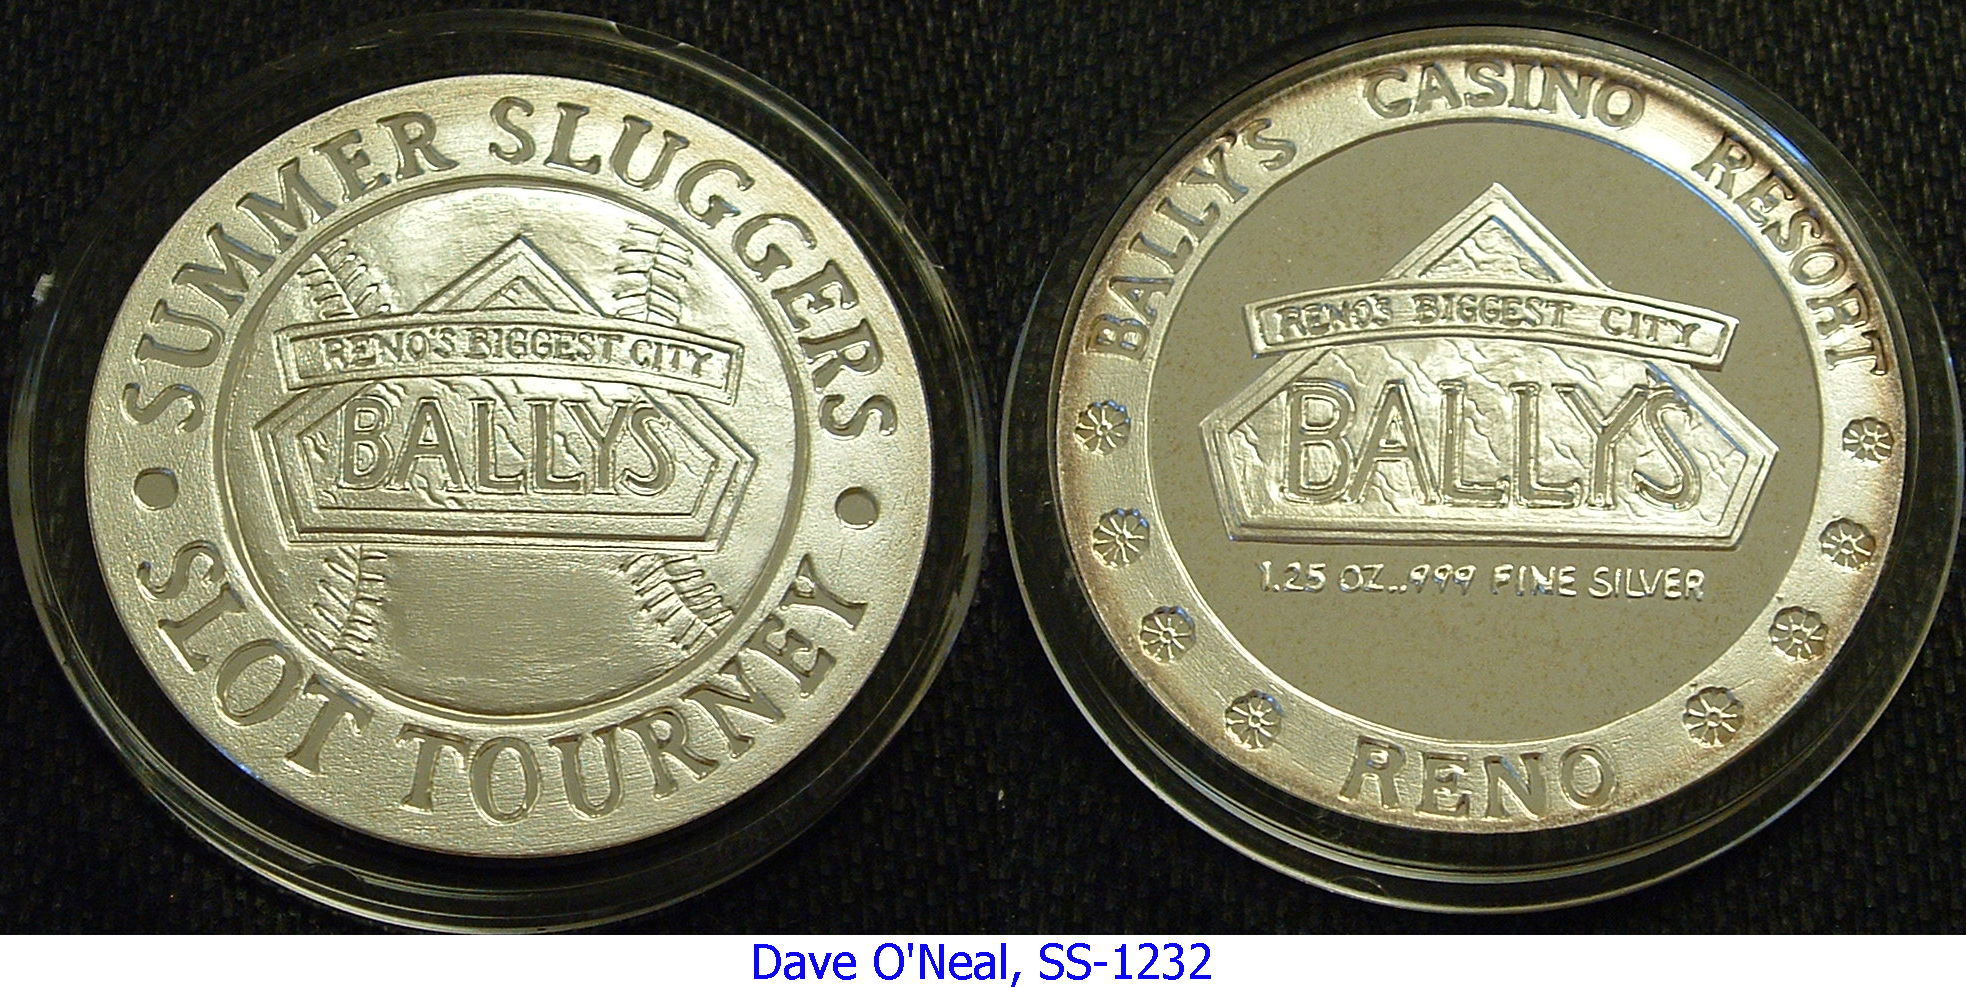 SUMMER SLUGGERS
RENO'S BIGGEST CITY
BALLYS
SLOT TOURNEY
BALLY'S CASINO RESORT
RENO'S BIGGEST CITY
BALLY'S
1.25 OZ..999 FINE SILVER
RENO
Dave O'Neal, SS-1232